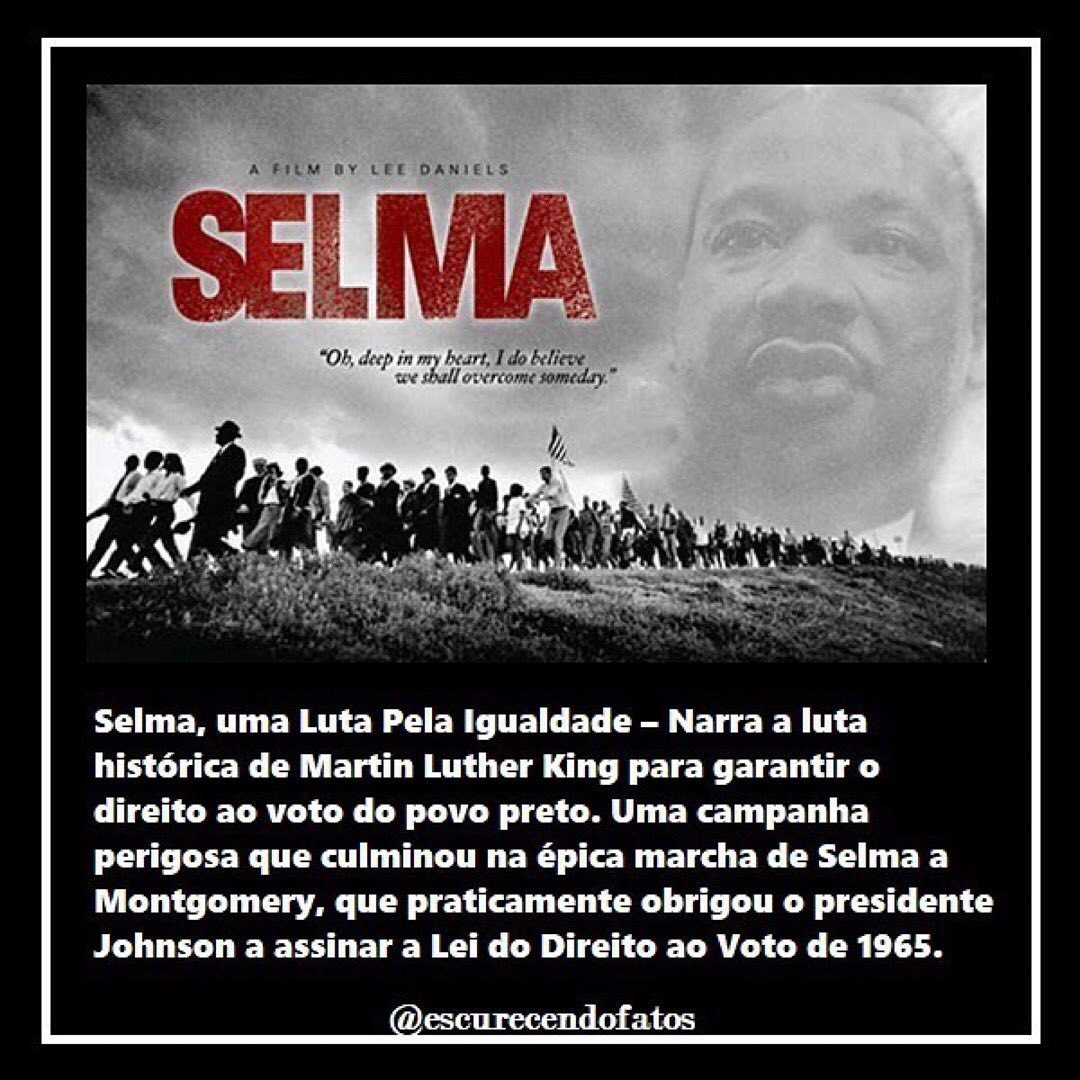 A FILM BY LEE DANIELS
SELMA
"Oh, deep in my heart, I do believe
we shall overcome someday."
Selma, uma Luta Pela Igualdade – Narra a luta
histórica de Martin Luther King para garantir o
direito ao voto do povo preto. Uma campanha
perigosa que culminou na épica marcha de Selma a
Montgomery, que praticamente obrigou o presidente
Johnson a assinar a Lei do Direito ao Voto de 1965.
@escurecendofatos